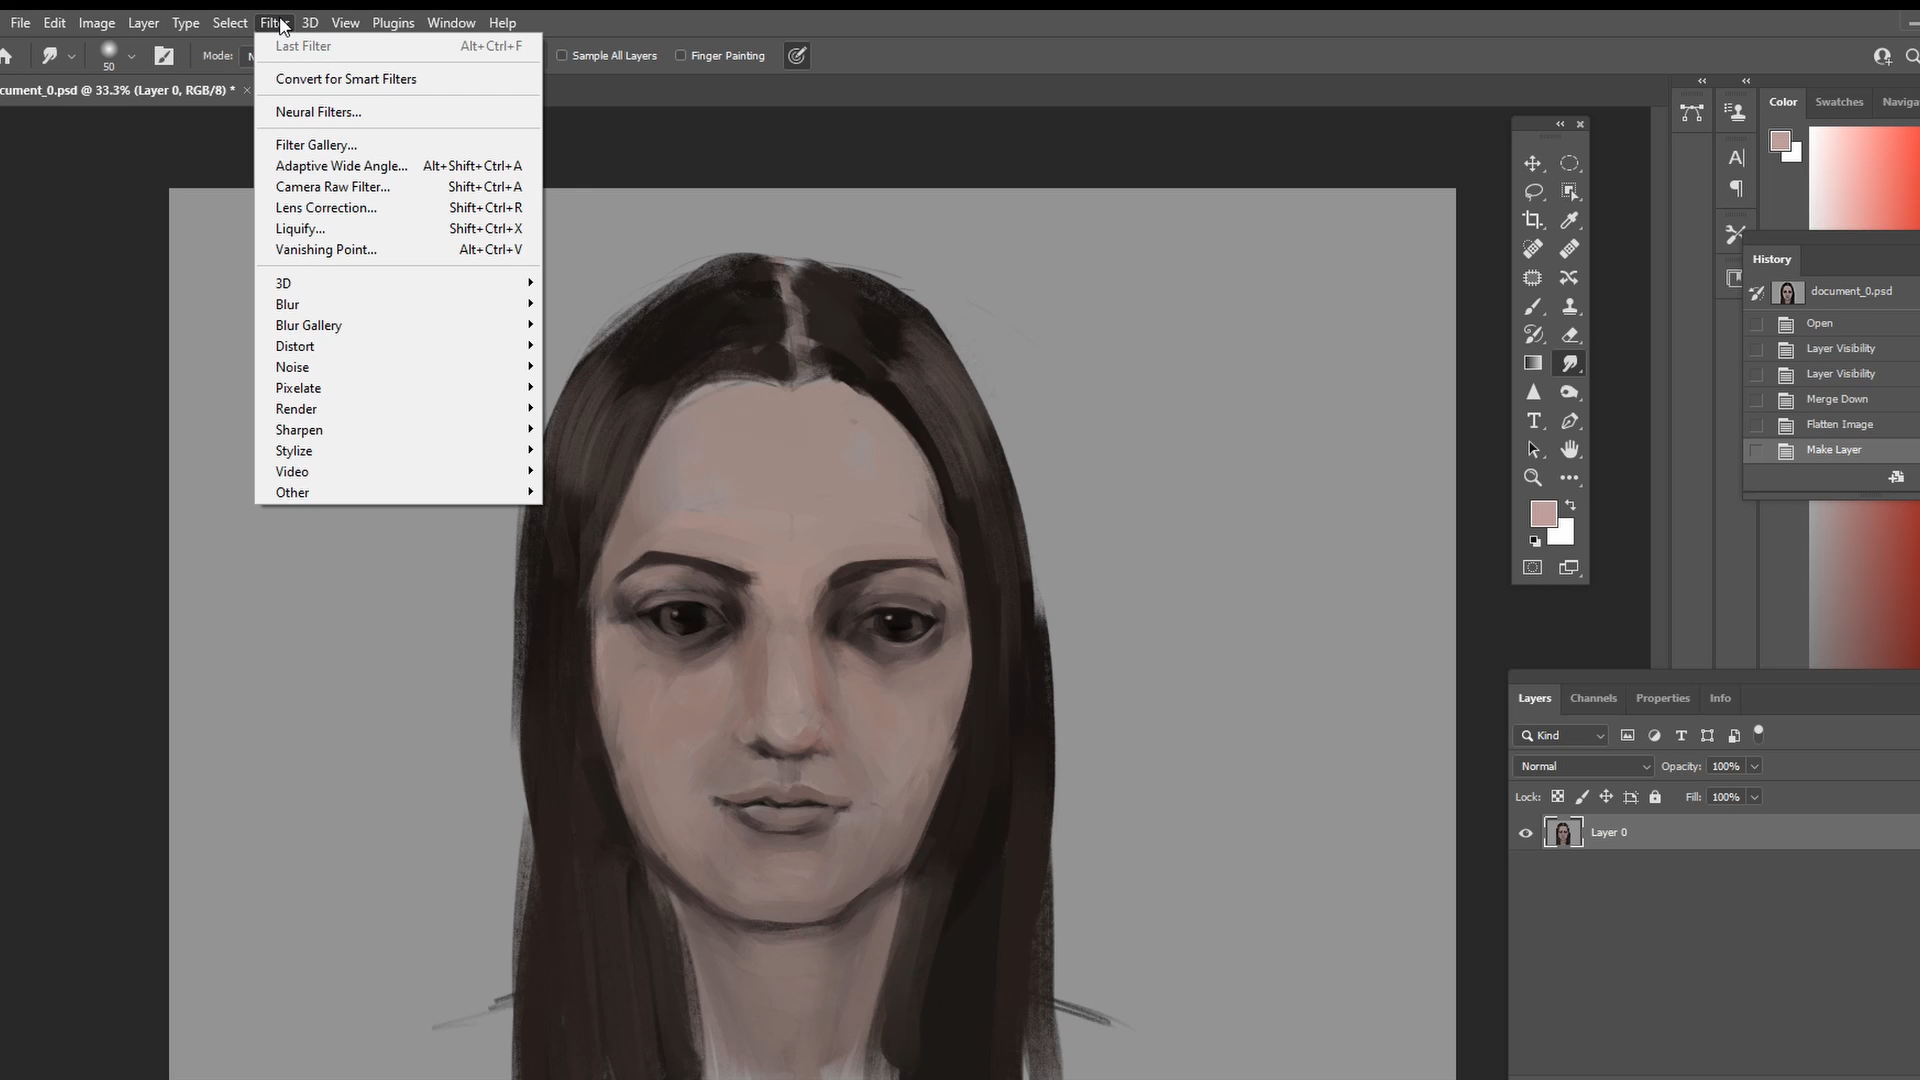 File Edit Image Layer Type Select Filter 3D View Plugins Window Help
50 Mode: Sample All Layers Finger Painting
cument_0.psd @ 33.3% (Layer 0, RGB/8) * ×
Last Filter Alt+Ctrl+F
Convert for Smart Filters
Neural Filters...
Filter Gallery...
Adaptive Wide Angle... Alt+Shift+Ctrl+A
Camera Raw Filter... Shift+Ctrl+A
Lens Correction... Shift+Ctrl+R
Liquify... Shift+Ctrl+X
Vanishing Point... Alt+Ctrl+V
3D
Blur
Blur Gallery
Distort
Noise
Pixelate
Render
Sharpen
Stylize
Video
Other
Color Swatches Naviga
History
document_0.psd
Open
Layer Visibility
Layer Visibility
Merge Down
Flatten Image
Make Layer
Layers Channels Properties Info
Kind
Normal Opacity: 100%
Lock: Fill: 100%
Layer 0